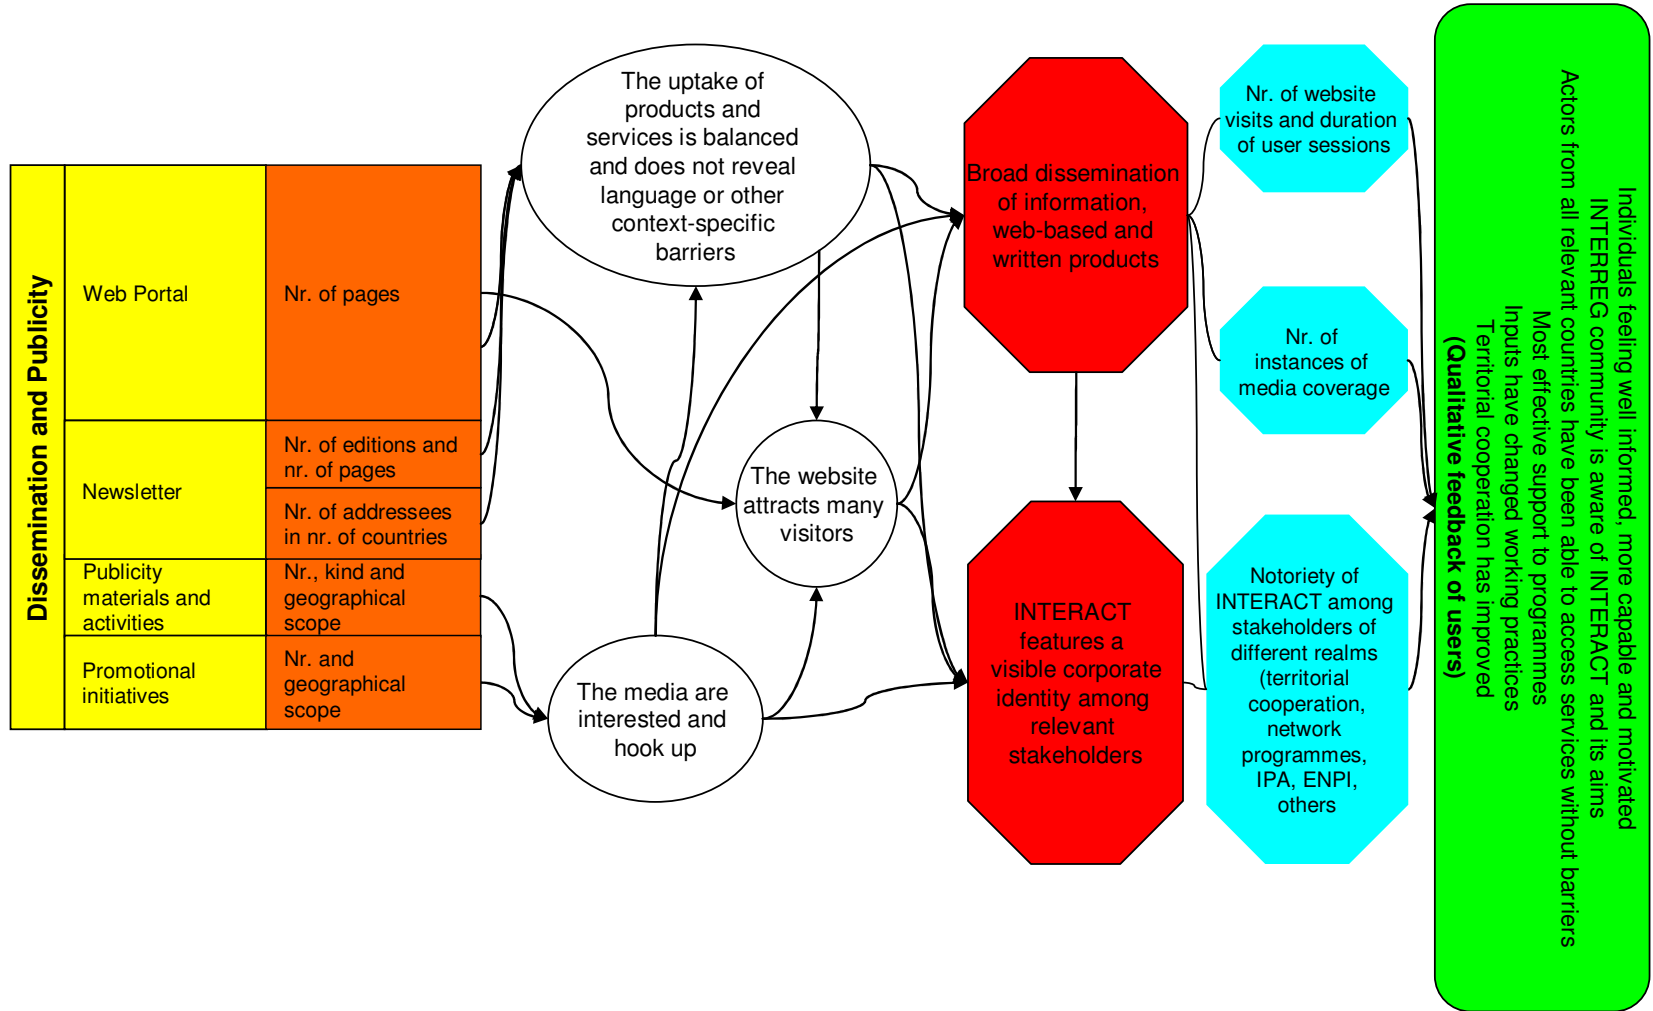 Dissemination and Publicity
Web Portal
Nr. of pages
Newsletter
Nr. of editions and
nr. of pages
Nr. of addressees
in nr. of countries
Publicity
materials and
activities
Nr., kind and
geographical
scope
Promotional
initiatives
Nr. and
geographical
scope
The uptake of
products and
services is balanced
and does not reveal
language or other
context-specific
barriers
The website
attracts many
visitors
The media are
interested and
hook up
Broad dissemination
of information,
web-based and
written products
INTERACT
features a
visible corporate
identity among
relevant
stakeholders
Nr. of website
visits and duration
of user sessions
Nr. of
instances of
media coverage
Notoriety of
INTERACT among
stakeholders of
different realms
(territorial
cooperation,
network
programmes,
IPA, ENPI,
others
Individuals feeling well informed, more capable and motivated
INTERREG community is aware of INTERACT and its aims
Actors from all relevant countries have been able to access services without barriers
Most effective support to programmes
Inputs have changed working practices
Territorial cooperation has improved
(Qualitative feedback of users)